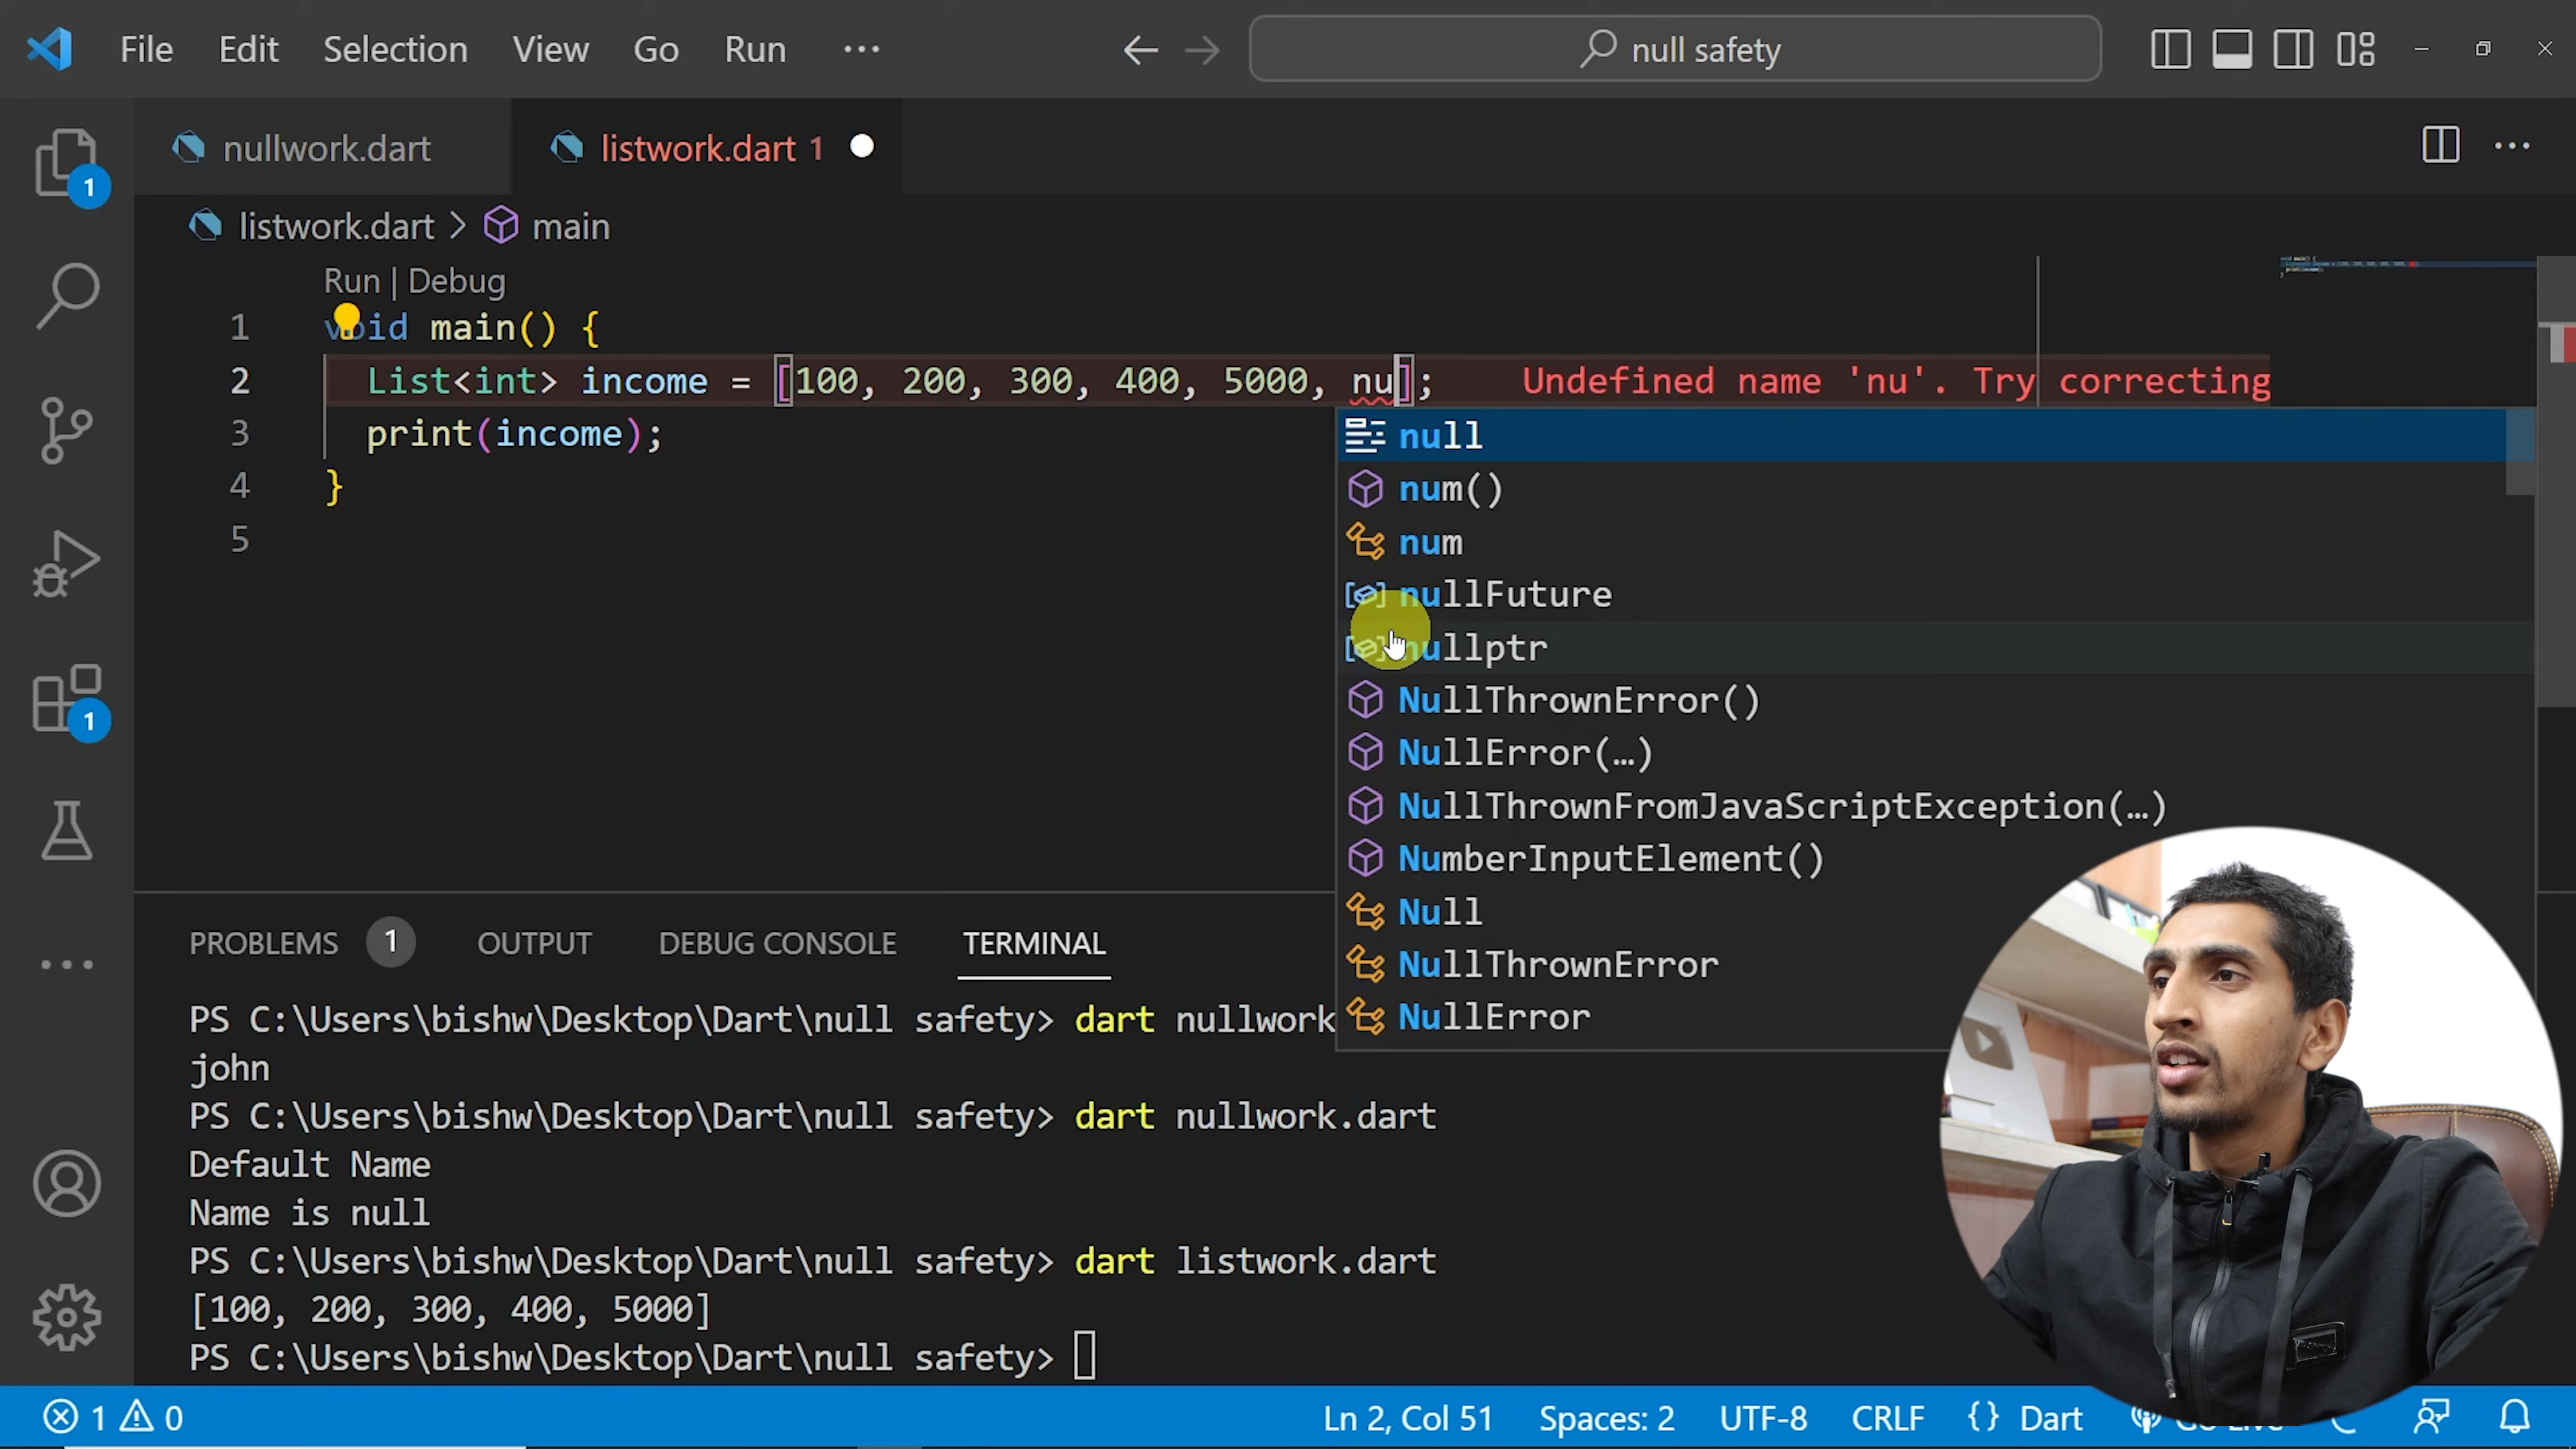 File Edit Selection View Go Run ··· null safety
nullwork.dart listwork.dart 1
1
listwork.dart > main
Run | Debug
1 void main() {
2 List<int> income = [100, 200, 300, 400, 5000, nu]; Undefined name 'nu'. Try correcting
3 print(income);
4 }
5
null
num()
num
nullFuture
nullptr
NullThrownError()
NullError(…)
NullThrownFromJavaScriptException(…)
NumberInputElement()
Null
NullThrownError
NullError
1
PROBLEMS 1 OUTPUT DEBUG CONSOLE TERMINAL
PS C:\Users\bishw\Desktop\Dart\null safety> dart nullwork
john
PS C:\Users\bishw\Desktop\Dart\null safety> dart nullwork.dart
Default Name
Name is null
PS C:\Users\bishw\Desktop\Dart\null safety> dart listwork.dart
[100, 200, 300, 400, 5000]
PS C:\Users\bishw\Desktop\Dart\null safety>
1 0 Ln 2, Col 51 Spaces: 2 UTF-8 CRLF {} Dart Go Live